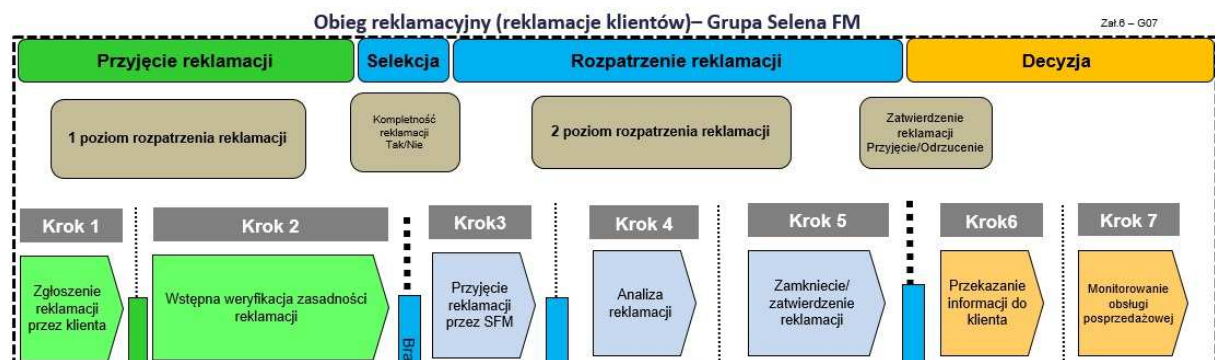 Obieg reklamacyjny (reklamacje klientów)– Grupa Selena FM
Zał.6 – G07
Przyjęcie reklamacji
Selekcja
Rozpatrzenie reklamacji
Decyzja
1 poziom rozpatrzenia reklamacji
Kompletność
reklamacji
Tak/Nie
2 poziom rozpatrzenia reklamacji
Zatwierdzenie
reklamacji
Przyjęcie/Odrzucenie
Krok 1
Krok 2
Krok3
Krok 4
Krok 5
Krok6
Krok 7
Zgłoszenie
reklamacji
przez klienta
Wstępna weryfikacja zasadności
reklamacji
Przyjęcie
reklamacji
przez SFM
Analiza
reklamacji
Zamkniecie/
zatwierdzenie
reklamacji
Przekazanie
informacji do
klienta
Monitorowanie
obsługi
posprzedażowej